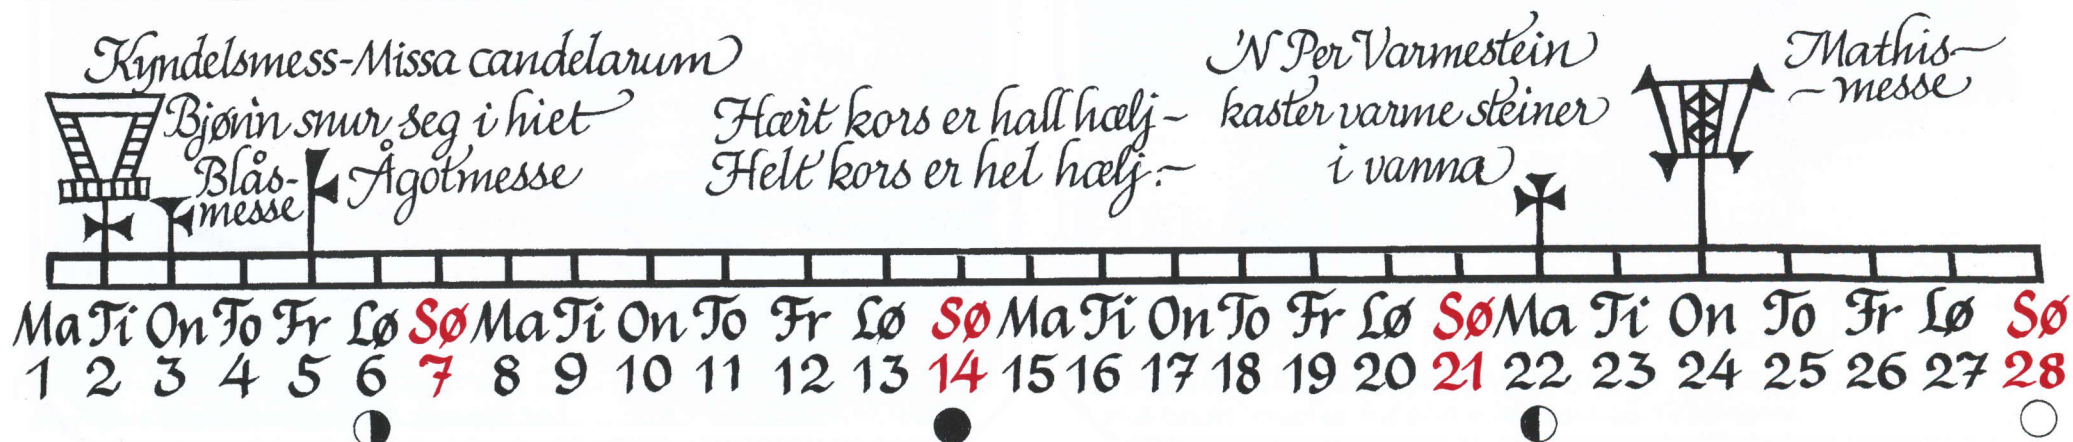 Kyndelsmess-Missa candelarum
Bjønn snur seg i hiet
Blås-
messe
Ågotmesse
Hært kors er hall hælj-
Helt kors er hel hælj.-
'N Per Varmestein
kaster varme steiner
i vanna
Mathis-
-messe
Ma Ti On To Fr Lø Sø Ma Ti On To Fr Lø Sø Ma Ti On To Fr Lø Sø Ma Ti On To Fr Lø Sø
1 2 3 4 5 6 7 8 9 10 11 12 13 14 15 16 17 18 19 20 21 22 23 24 25 26 27 28